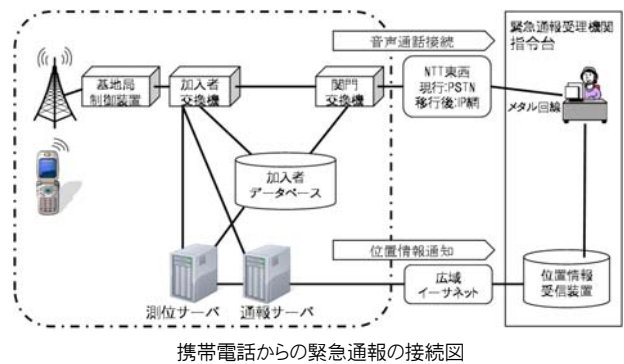 音声通話接続
緊急通報受理機関
指令台
基地局
制御装置
加入者
交換機
関門
交換機
NTT東西
現行:PSTN
移行後:IP網
メタル回線
加入者
データベース
位置情報通知
測位サーバ
通報サーバ
広域
イーサネット
位置情報
受信装置
携帯電話からの緊急通報の接続図